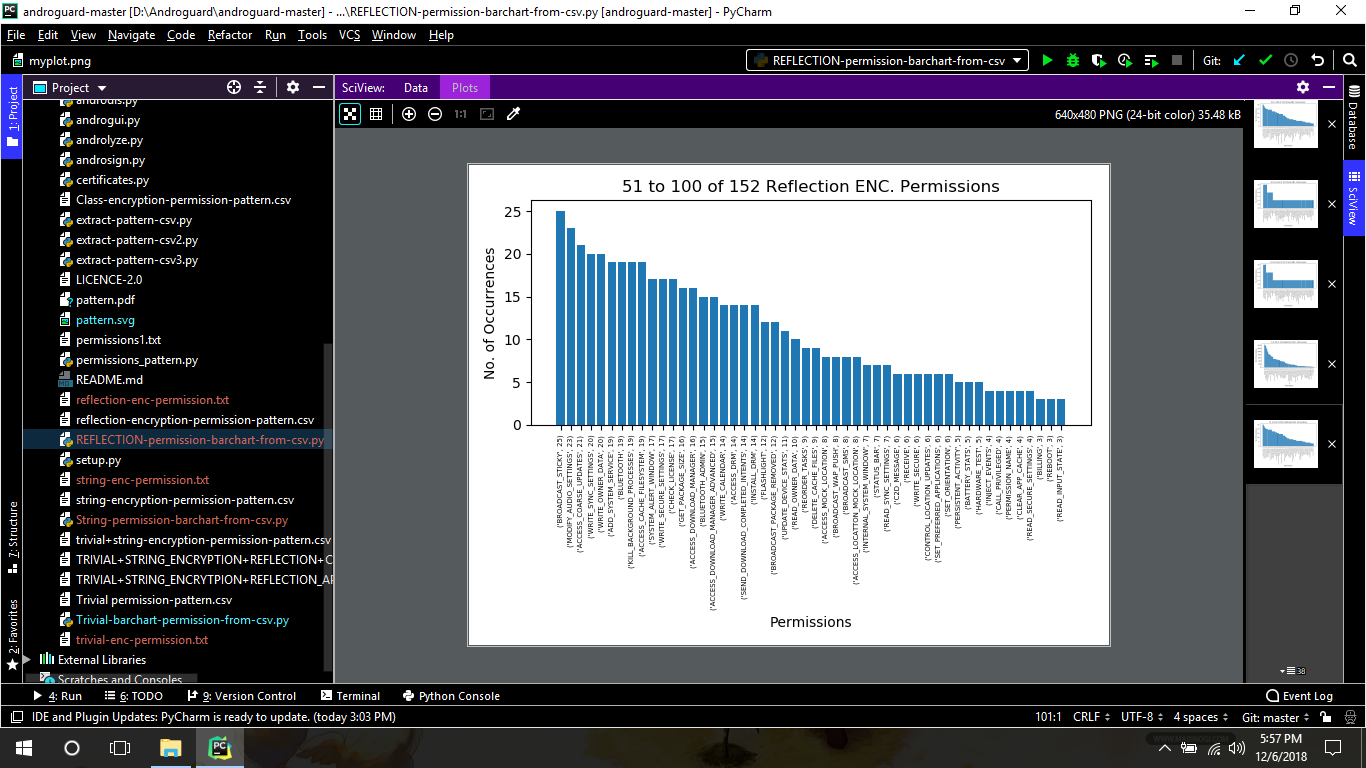 androguard-master [D:\Androguard\androguard-master] - ...\REFLECTION-permission-barchart-from-csv.py [androguard-master] - PyCharm
File Edit View Navigate Code Refactor Run Tools VCS Window Help
myplot.png
REFLECTION-permission-barchart-from-csv
Git:
1: Project
Project
androdis.py
androgui.py
androlyze.py
androsign.py
certificates.py
Class-encryption-permission-pattern.csv
extract-pattern-csv.py
extract-pattern-csv2.py
extract-pattern-csv3.py
LICENCE-2.0
pattern.pdf
pattern.svg
permissions1.txt
permissions_pattern.py
README.md
reflection-enc-permission.txt
reflection-encryption-permission-pattern.csv
REFLECTION-permission-barchart-from-csv.py
setup.py
string-enc-permission.txt
string-encryption-permission-pattern.csv
String-permission-barchart-from-csv.py
trivial+string-encryption-permission-pattern.csv
TRIVIAL+STRING_ENCRYPTION+REFLECTION+C
TRIVIAL+STRING_ENCRYTPION+REFLECTION_AP
Trivial permission-pattern.csv
Trivial-barchart-permission-from-csv.py
trivial-enc-permission.txt
External Libraries
Scratches and Consoles
7: Structure
2: Favorites
SciView: Data Plots
1:1
640x480 PNG (24-bit color) 35.48 kB
51 to 100 of 152 Reflection ENC. Permissions
No. of Occurrences
25
20
15
10
5
0
('BROADCAST_STICKY', 25)
('MODIFY_AUDIO_SETTINGS', 23)
('ACCESS_COARSE_UPDATES', 21)
('WRITE_SYNC_SETTINGS', 20)
('WRITE_OWNER_DATA', 20)
('ADD_SYSTEM_SERVICE', 19)
('BLUETOOTH', 19)
('KILL_BACKGROUND_PROCESSES', 19)
('ACCESS_CACHE_FILESYSTEM', 19)
('SYSTEM_ALERT_WINDOW', 17)
('WRITE_SECURE_SETTINGS', 17)
('CHECK_LICENSE', 17)
('GET_PACKAGE_SIZE', 16)
('ACCESS_DOWNLOAD_MANAGER', 16)
('BLUETOOTH_ADMIN', 15)
('ACCESS_DOWNLOAD_MANAGER_ADVANCED', 15)
('WRITE_CALENDAR', 14)
('ACCESS_DRM', 14)
('SEND_DOWNLOAD_COMPLETED_INTENTS', 14)
('INSTALL_DRM', 14)
('FLASHLIGHT', 12)
('BROADCAST_PACKAGE_REMOVED', 12)
('UPDATE_DEVICE_STATS', 11)
('READ_OWNER_DATA', 10)
('REORDER_TASKS', 9)
('DELETE_CACHE_FILES', 9)
('ACCESS_MOCK_LOCATION', 8)
('BROADCAST_WAP_PUSH', 8)
('BROADCAST_SMS', 8)
('ACCESS_LOCATTON_MOCK_LOCATION', 8)
('INTERNAL_SYSTEM_WINDOW', 7)
('STATUS_BAR', 7)
('READ_SYNC_SETTINGS', 7)
('C2D_MESSAGE', 6)
('RECEIVE', 6)
('WRITE_SECURE', 6)
('CONTROL_LOCATION_UPDATES', 6)
('SET_PREFERRED_APPLICATIONS', 6)
('SET_ORIENTATION', 6)
('PERSISTENT_ACTIVITY', 5)
('BATTERY_STATS', 5)
('HARDWARE_TEST', 5)
('INJECT_EVENTS', 4)
('CALL_PRIVILEGED', 4)
('PERMISSION_NAME', 4)
('CLEAR_APP_CACHE', 4)
('READ_SECURE_SETTINGS', 4)
('BILLING', 3)
('REBOOT', 3)
('READ_INPUT_STATE', 3)
Permissions
38
Database
SciView
4: Run 6: TODO 9: Version Control Terminal Python Console Event Log
IDE and Plugin Updates: PyCharm is ready to update. (today 3:03 PM) 101:1 CRLF UTF-8 4 spaces Git: master
5:57 PM
12/6/2018